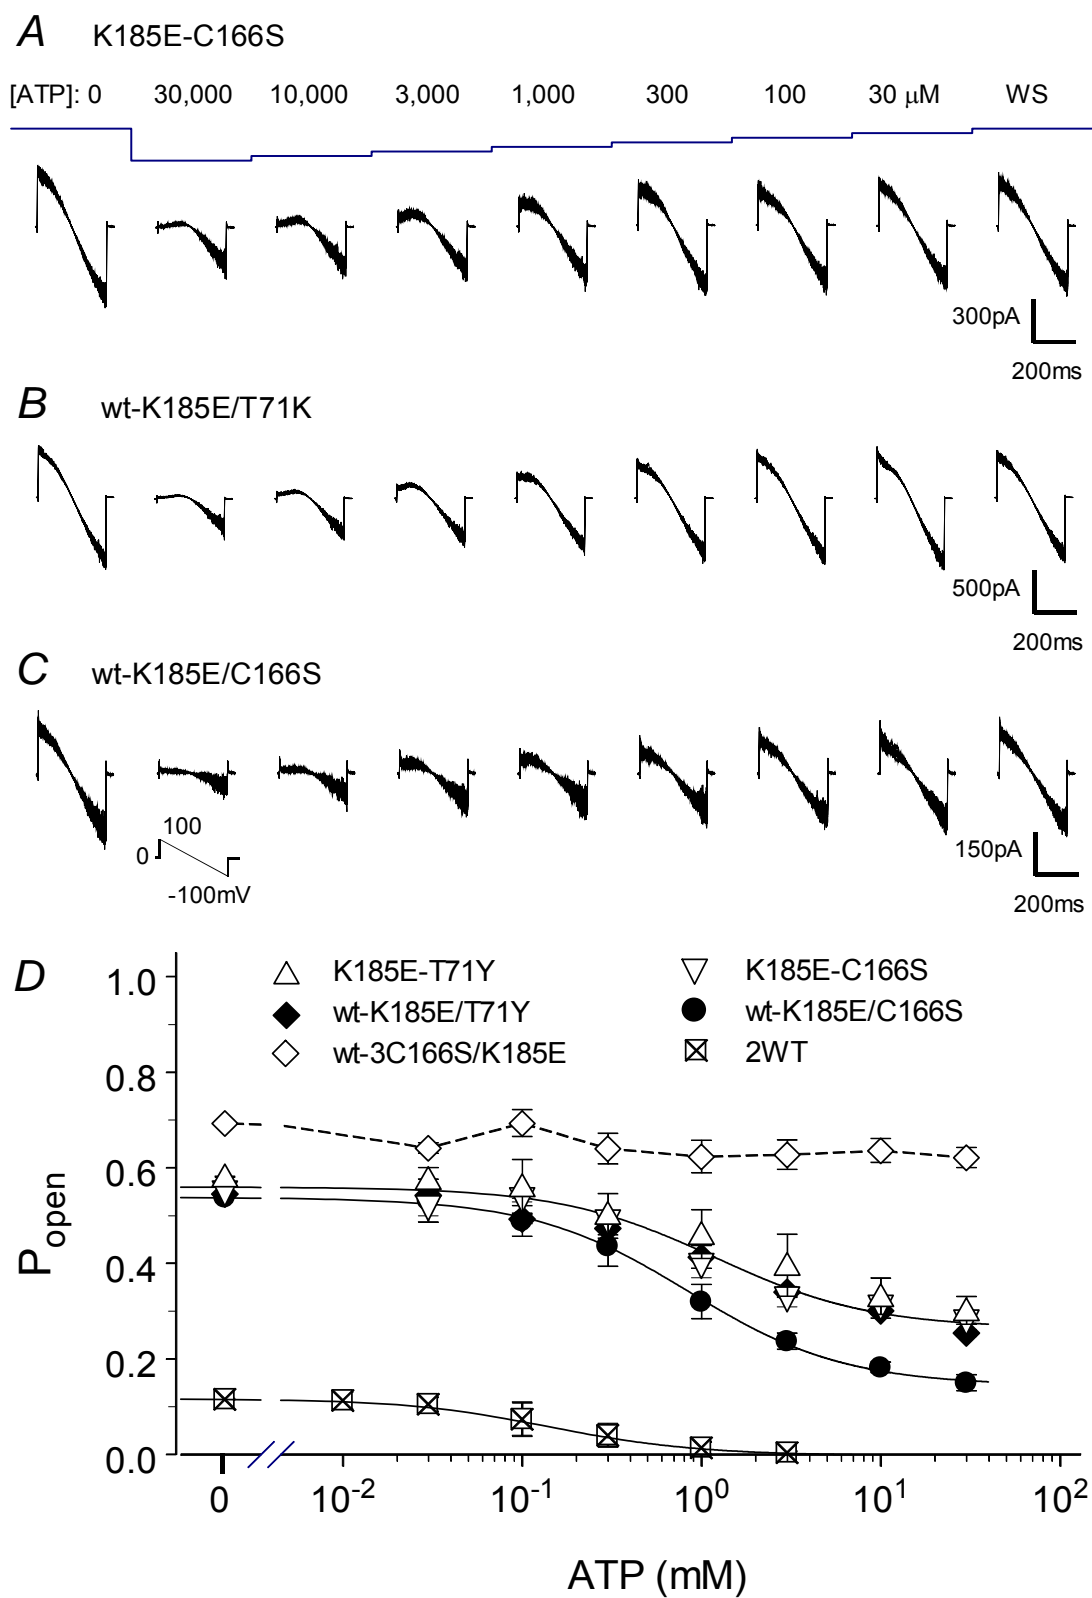 A K185E-C166S
[ATP]: 0 30,000 10,000 3,000 1,000 300 100 30 μM WS
300pA
200ms
B wt-K185E/T71K
500pA
200ms
C wt-K185E/C166S
100
0
-100mV
150pA
200ms
D
K185E-T71Y K185E-C166S
wt-K185E/T71Y wt-K185E/C166S
wt-3C166S/K185E 2WT
1.0
0.8
0.6
0.4
0.2
0.0
Popen
0 10-2 10-1 100 101 102
ATP (mM)